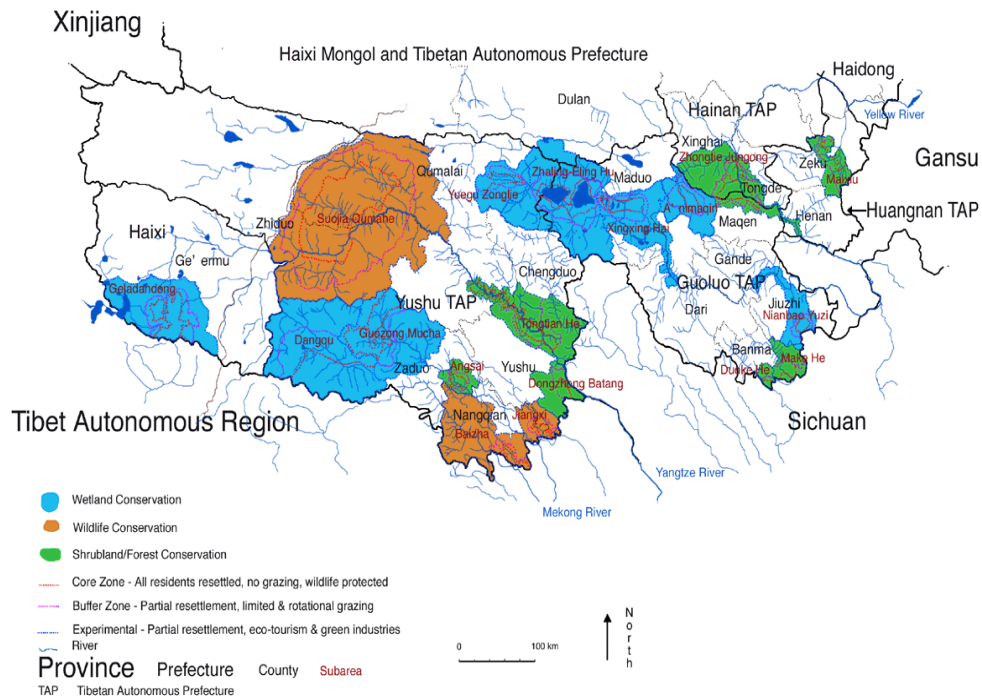 Xinjiang
Haixi Mongol and Tibetan Autonomous Prefecture
Haidong
Dulan
Hainan TAP
Yellow River
Xinghai
Zhongtie Jungong
Zeku
Gansu
Qumalai
Zhaling-Eling Hu
Maduo
Maixiu
Yuegu Zonglie
Tongde
A' nimaqin
Huangnan TAP
Suojia-Qumahe
Zhiduo
Maqen
Henan
Xingxing Hai
Haixi
Ge' ermu
Gande
Chengduo
Guoluo TAP
Geladandong
Yushu TAP
Dari
Jiuzhi
Nianbao Yuzi
Tongtian He
Guozong Mucha
Dangqu
Banma
Make He
Zaduo
Angsai
Yushu
Duoke He
Dongzhong Batang
Tibet Autonomous Region
Nangqian
Jiangxi
Sichuan
Baizha
Yangtze River
Mekong River
Wetland Conservation
Wildlife Conservation
Shrubland/Forest Conservation
Core Zone - All residents resettled, no grazing, wildlife protected
Buffer Zone - Partial resettlement, limited & rotational grazing
Experimental - Partial resettlement, eco-tourism & green industries
River
North
0 100 km
Province Prefecture County Subarea
TAP Tibetan Autonomous Prefecture